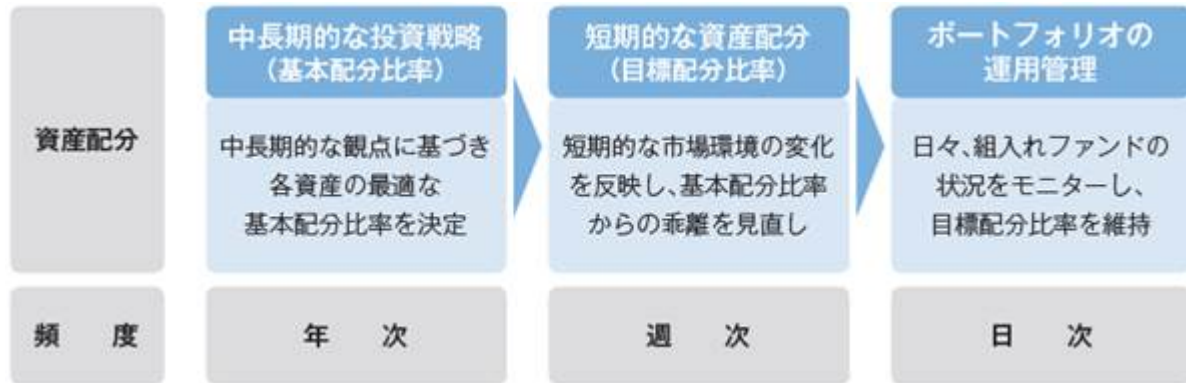 資産配分
中長期的な投資戦略
（基本配分比率）
中長期的な観点に基づき
各資産の最適な
基本配分比率を決定
短期的な資産配分
（目標配分比率）
短期的な市場環境の変化
を反映し、基本配分比率
からの乖離を見直し
ポートフォリオの
運用管理
日々、組入れファンドの
状況をモニターし、
目標配分比率を維持
頻　度
年　次
週　次
日　次